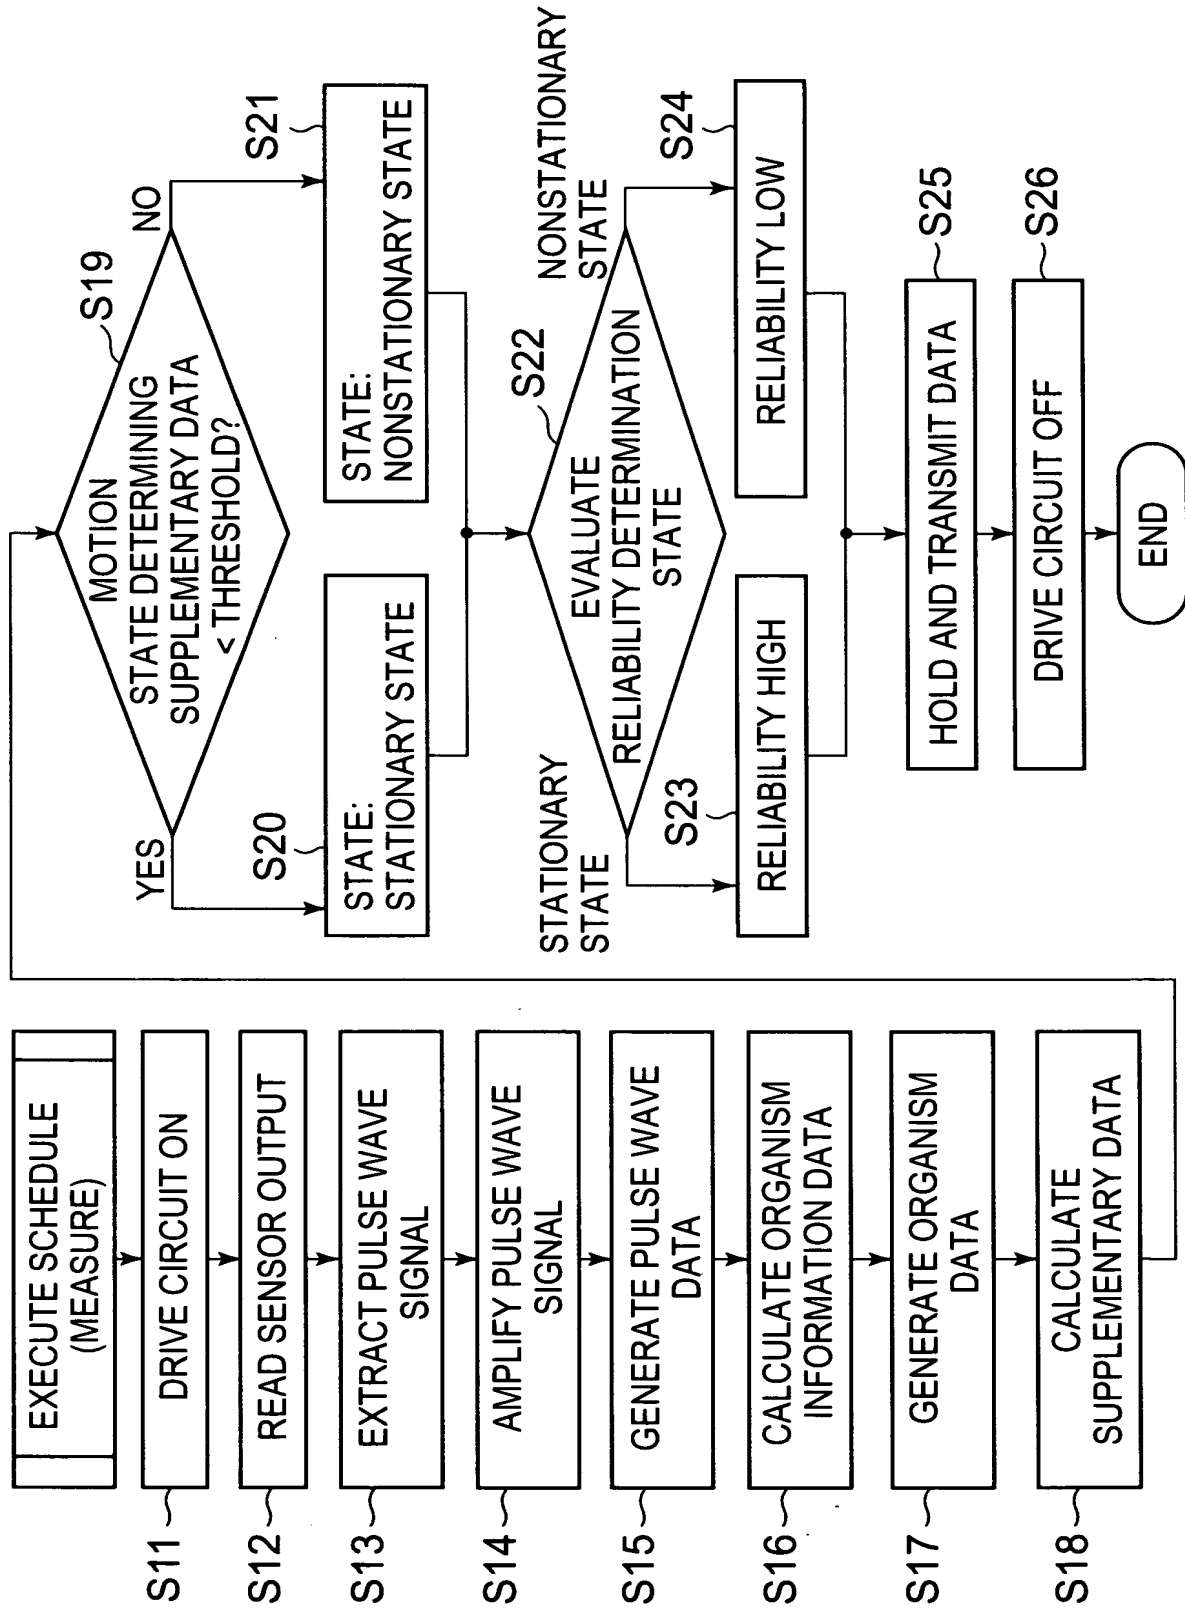 EXECUTE SCHEDULE
(MEASURE)
S11
DRIVE CIRCUIT ON
S12
READ SENSOR OUTPUT
S13
EXTRACT PULSE WAVE
SIGNAL
S14
AMPLIFY PULSE WAVE
SIGNAL
S15
GENERATE PULSE WAVE
DATA
S16
CALCULATE ORGANISM
INFORMATION DATA
S17
GENERATE ORGANISM
DATA
S18
CALCULATE
SUPPLEMENTARY DATA
S19
MOTION
STATE DETERMINING
SUPPLEMENTARY DATA
< THRESHOLD?
YES
NO
S20
STATE:
STATIONARY STATE
S21
STATE:
NONSTATIONARY STATE
S22
EVALUATE
RELIABILITY DETERMINATION
STATE
STATIONARY
STATE
NONSTATIONARY
STATE
S23
RELIABILITY HIGH
S24
RELIABILITY LOW
S25
HOLD AND TRANSMIT DATA
S26
DRIVE CIRCUIT OFF
END